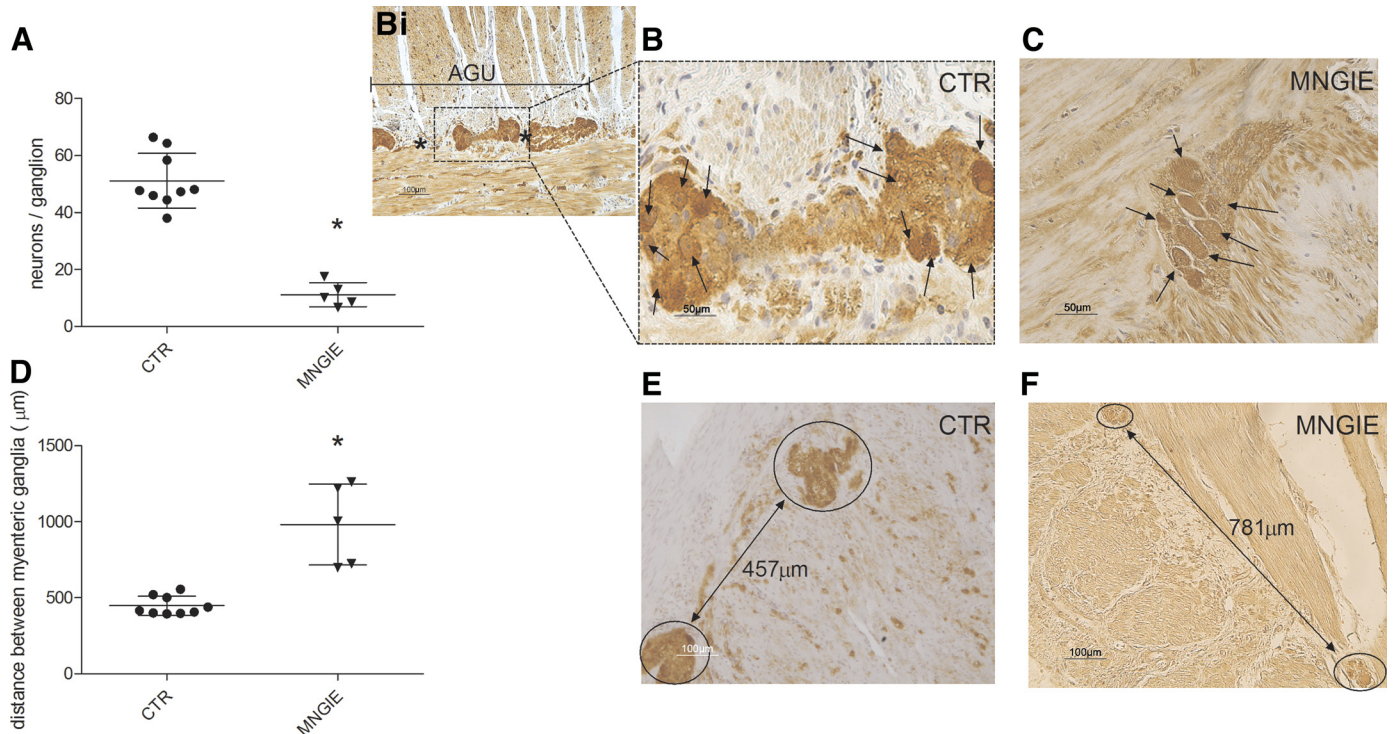 A
neurons / ganglion
80
60
40
20
0
*
CTR
MNGIE
Bi
AGU
*
*
100µm
B
CTR
50µm
C
MNGIE
50µm
D
distance between myenteric ganglia ( µm)
1500
1000
500
0
*
CTR
MNGIE
E
CTR
457µm
100µm
F
MNGIE
781µm
100µm